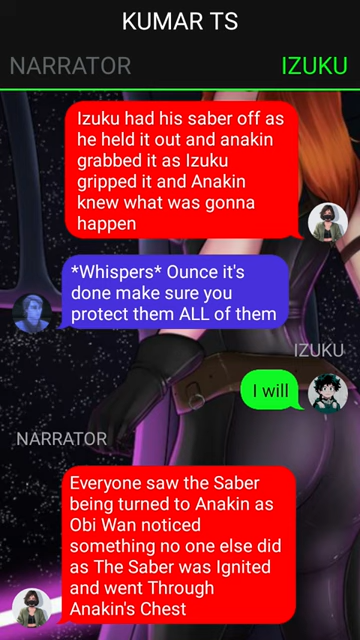 KUMAR TS
NARRATOR
IZUKU
Izuku had his saber off as
he held it out and anakin
grabbed it as Izuku
gripped it and Anakin
knew what was gonna
happen
*Whispers* Ounce it's
done make sure you
protect them ALL of them
IZUKU
I will
NARRATOR
Everyone saw the Saber
being turned to Anakin as
Obi Wan noticed
something no one else did
as The Saber was Ignited
and went Through
Anakin's Chest